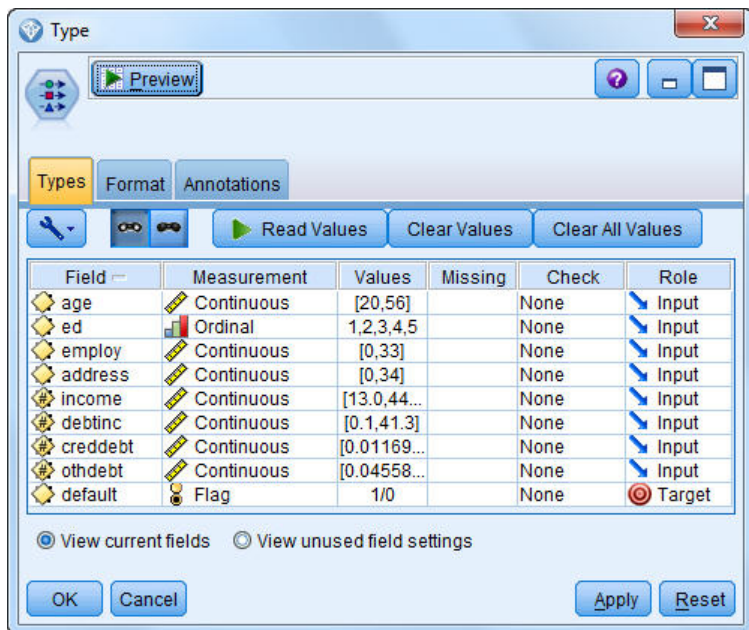 Type
Preview
Types Format Annotations
Read Values Clear Values Clear All Values
Field Measurement Values Missing Check Role
age Continuous [20,56] None Input
ed Ordinal 1,2,3,4,5 None Input
employ Continuous [0,33] None Input
address Continuous [0,34] None Input
income Continuous [13.0,44... None Input
debtinc Continuous [0.1,41.3] None Input
creddebt Continuous [0.01169... None Input
othdebt Continuous [0.04558... None Input
default Flag 1/0 None Target
View current fields View unused field settings
OK Cancel Apply Reset